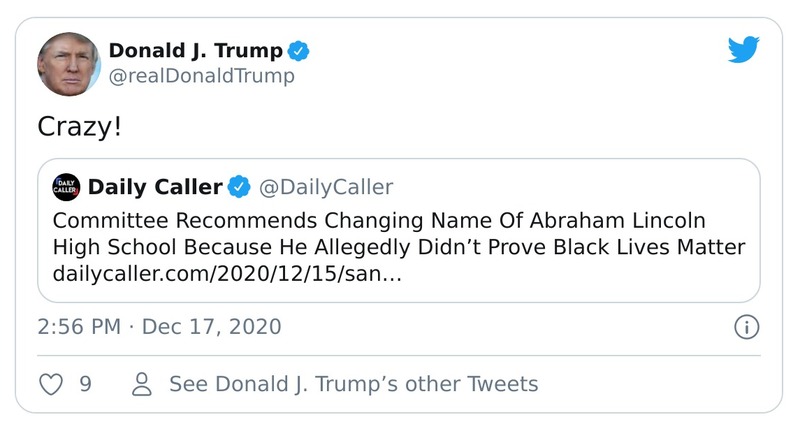 Donald J. Trump
@realDonaldTrump
Crazy!
DAILY
CALLER
Daily Caller @DailyCaller
Committee Recommends Changing Name Of Abraham Lincoln
High School Because He Allegedly Didn’t Prove Black Lives Matter
dailycaller.com/2020/12/15/san…
2:56 PM · Dec 17, 2020
9 See Donald J. Trump’s other Tweets